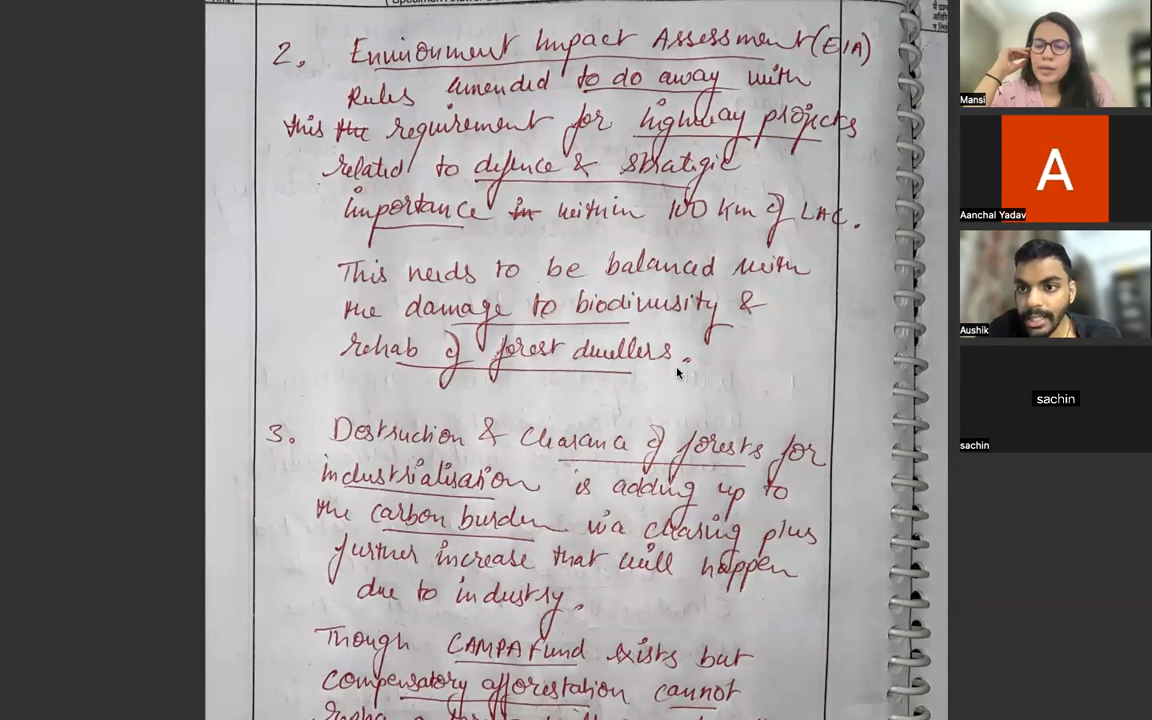 2. Environment Impact Assessment (EIA)
Rules amended to do away with
this the requirement for highway projects
related to defence & strategic
importance in within 100 km of LAC.
This needs to be balanced with
the damage to biodiversity &
rehab of forest dwellers.
3. Destruction & Clearance of forests for
industrialisation is adding up to
the carbon burden via clearing plus
further increase that will happen
due to industry.
Though CAMPA Fund exists but
compensatory afforestation cannot
Mansi
A
Aanchal Yadav
Aushik
sachin
sachin